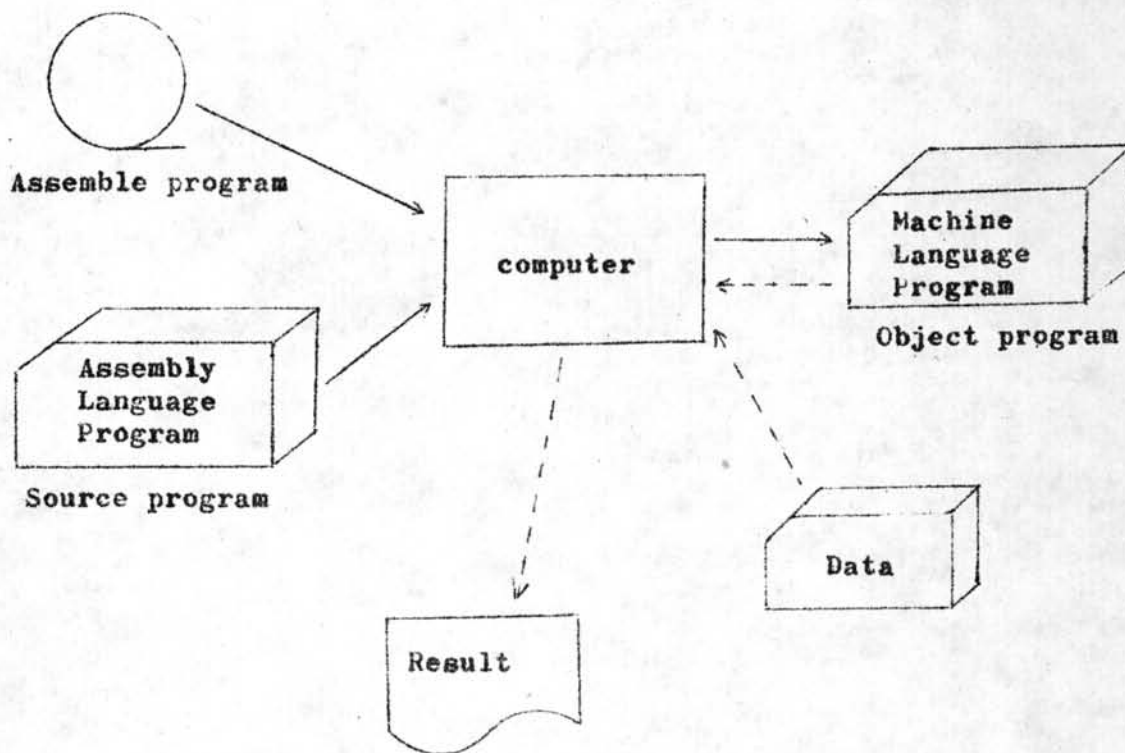 Assemble program
computer
Machine
Language
Program
Object program
Assembly
Language
Program
Source program
Data
Result